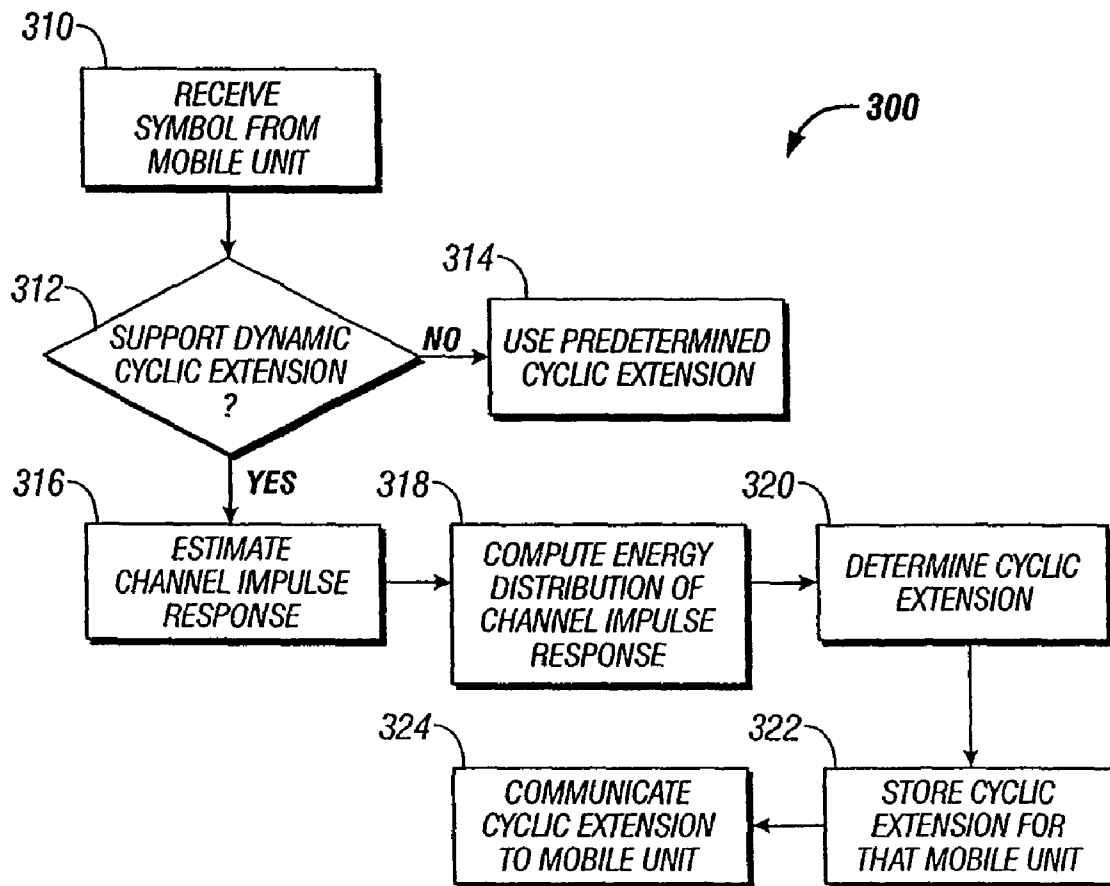 310
RECEIVE
SYMBOL FROM
MOBILE UNIT
300
312
SUPPORT DYNAMIC
CYCLIC EXTENSION
?
NO
314
USE PREDETERMINED
CYCLIC EXTENSION
YES
316
ESTIMATE
CHANNEL IMPULSE
RESPONSE
318
COMPUTE ENERGY
DISTRIBUTION OF
CHANNEL IMPULSE
RESPONSE
320
DETERMINE CYCLIC
EXTENSION
322
STORE CYCLIC
EXTENSION FOR
THAT MOBILE UNIT
324
COMMUNICATE
CYCLIC EXTENSION
TO MOBILE UNIT